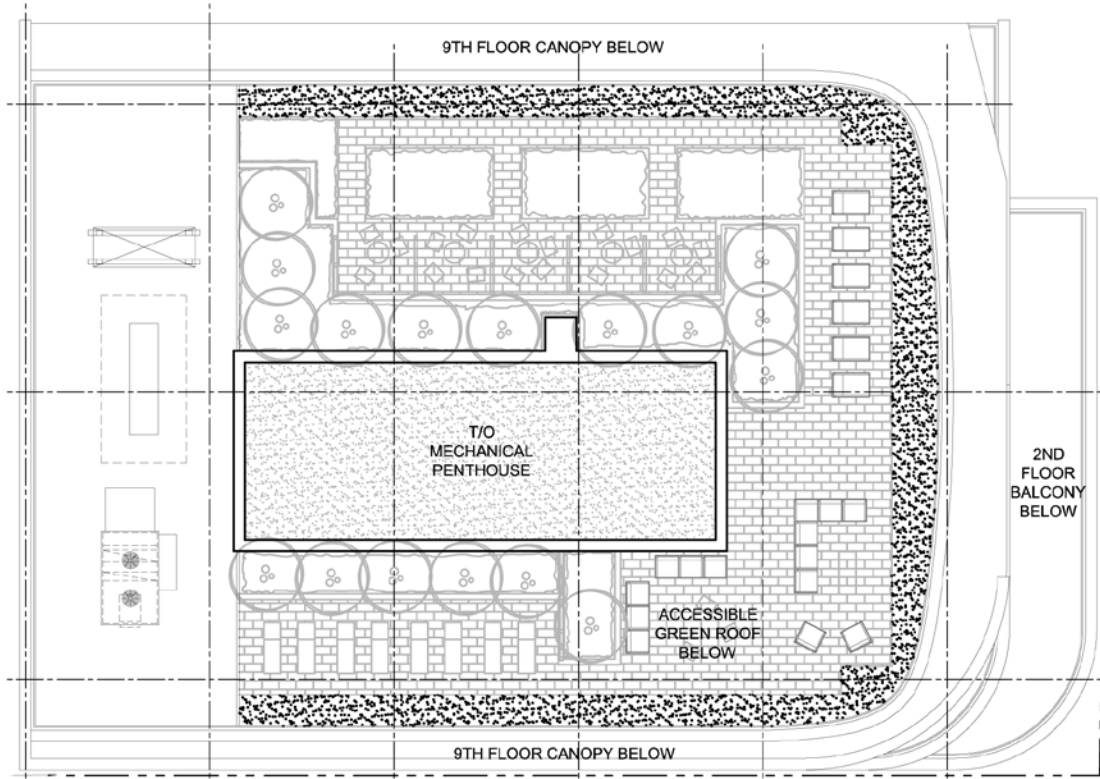 9TH FLOOR CANOPY BELOW
T/O
MECHANICAL
PENTHOUSE
2ND
FLOOR
BALCONY
BELOW
ACCESSIBLE
GREEN ROOF
BELOW
9TH FLOOR CANOPY BELOW